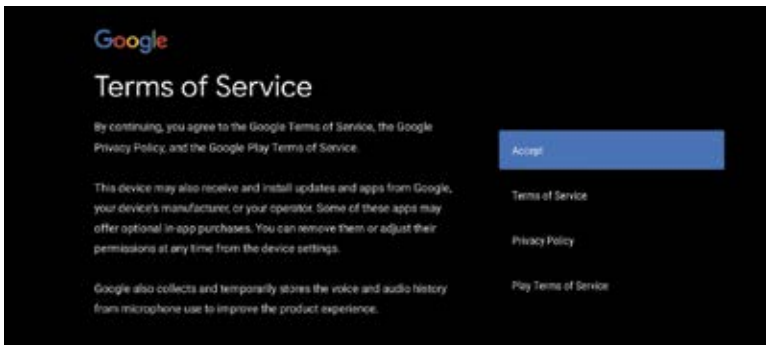 Google
Terms of Service
By continuing, you agree to the Google Terms of Service, the Google
Privacy Policy, and the Google Play Terms of Service.
This device may also receive and install updates and apps from Google,
your device's manufacturer, or your operator. Some of these apps may
offer optional in-app purchases. You can remove them or adjust their
permissions at any time from the device settings.
Google also collects and temporarily stores the voice and audio history
from microphone use to improve the product experience.
Accept
Terms of Service
Privacy Policy
Play Terms of Service